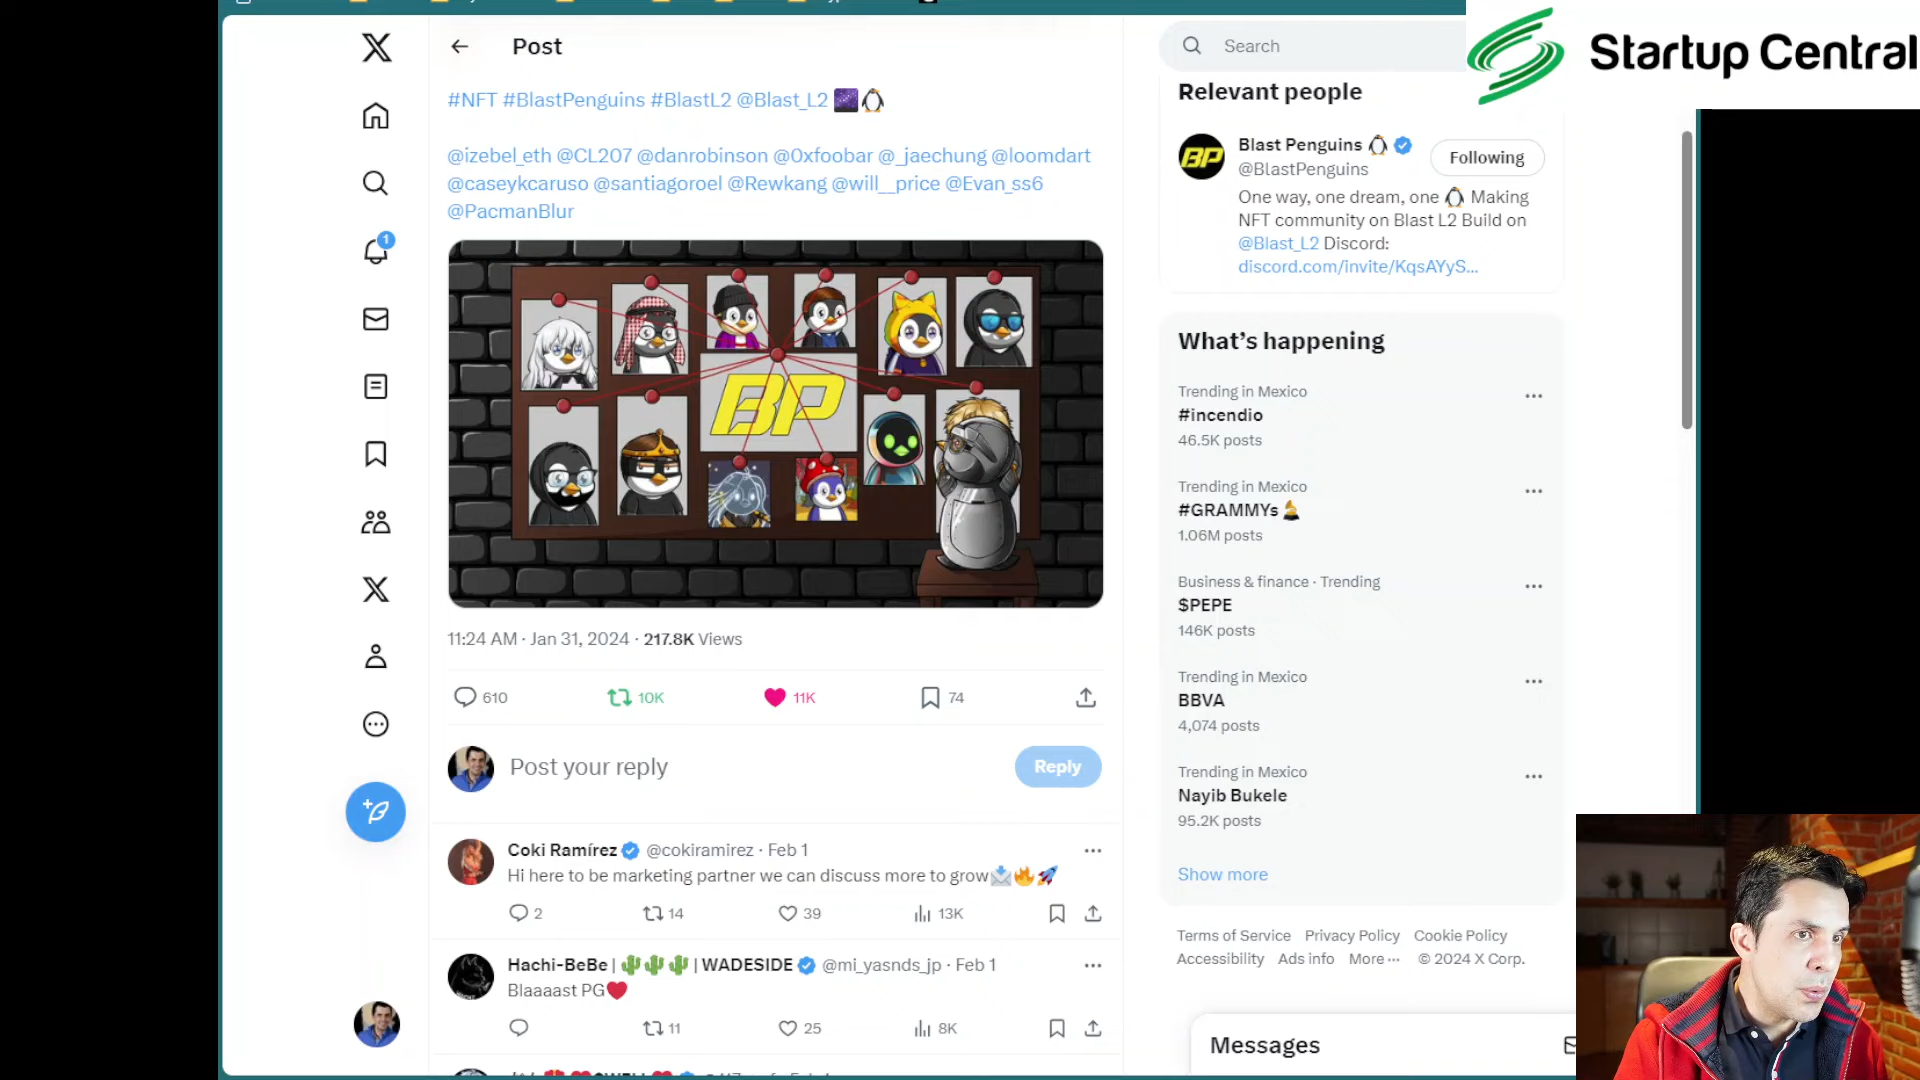 Post
#NFT #BlastPenguins #BlastL2 @Blast_L2
@izebel_eth @CL207 @danrobinson @0xfoobar @_jaechung @loomdart
@caseykcaruso @santiagoroel @Rewkang @will__price @Evan_ss6
@PacmanBlur
BP
11:24 AM · Jan 31, 2024 · 217.8K Views
610 10K 11K 74
Post your reply
Reply
Coki Ramírez @cokiramirez · Feb 1
Hi here to be marketing partner we can discuss more to grow
2 14 39 13K
Hachi-BeBe | | WADESIDE @mi_yasnds_jp · Feb 1
Blaaaast PG
11 25 8K
1
Search
Startup Central
Relevant people
BP
Blast Penguins
Following
@BlastPenguins
One way, one dream, one Making
NFT community on Blast L2 Build on
@Blast_L2 Discord:
discord.com/invite/KqsAYyS...
What's happening
Trending in Mexico
#incendio
46.5K posts
Trending in Mexico
#GRAMMYs
1.06M posts
Business & finance · Trending
$PEPE
146K posts
Trending in Mexico
BBVA
4,074 posts
Trending in Mexico
Nayib Bukele
95.2K posts
Show more
Terms of Service Privacy Policy Cookie Policy
Accessibility Ads info More ··· © 2024 X Corp.
Messages